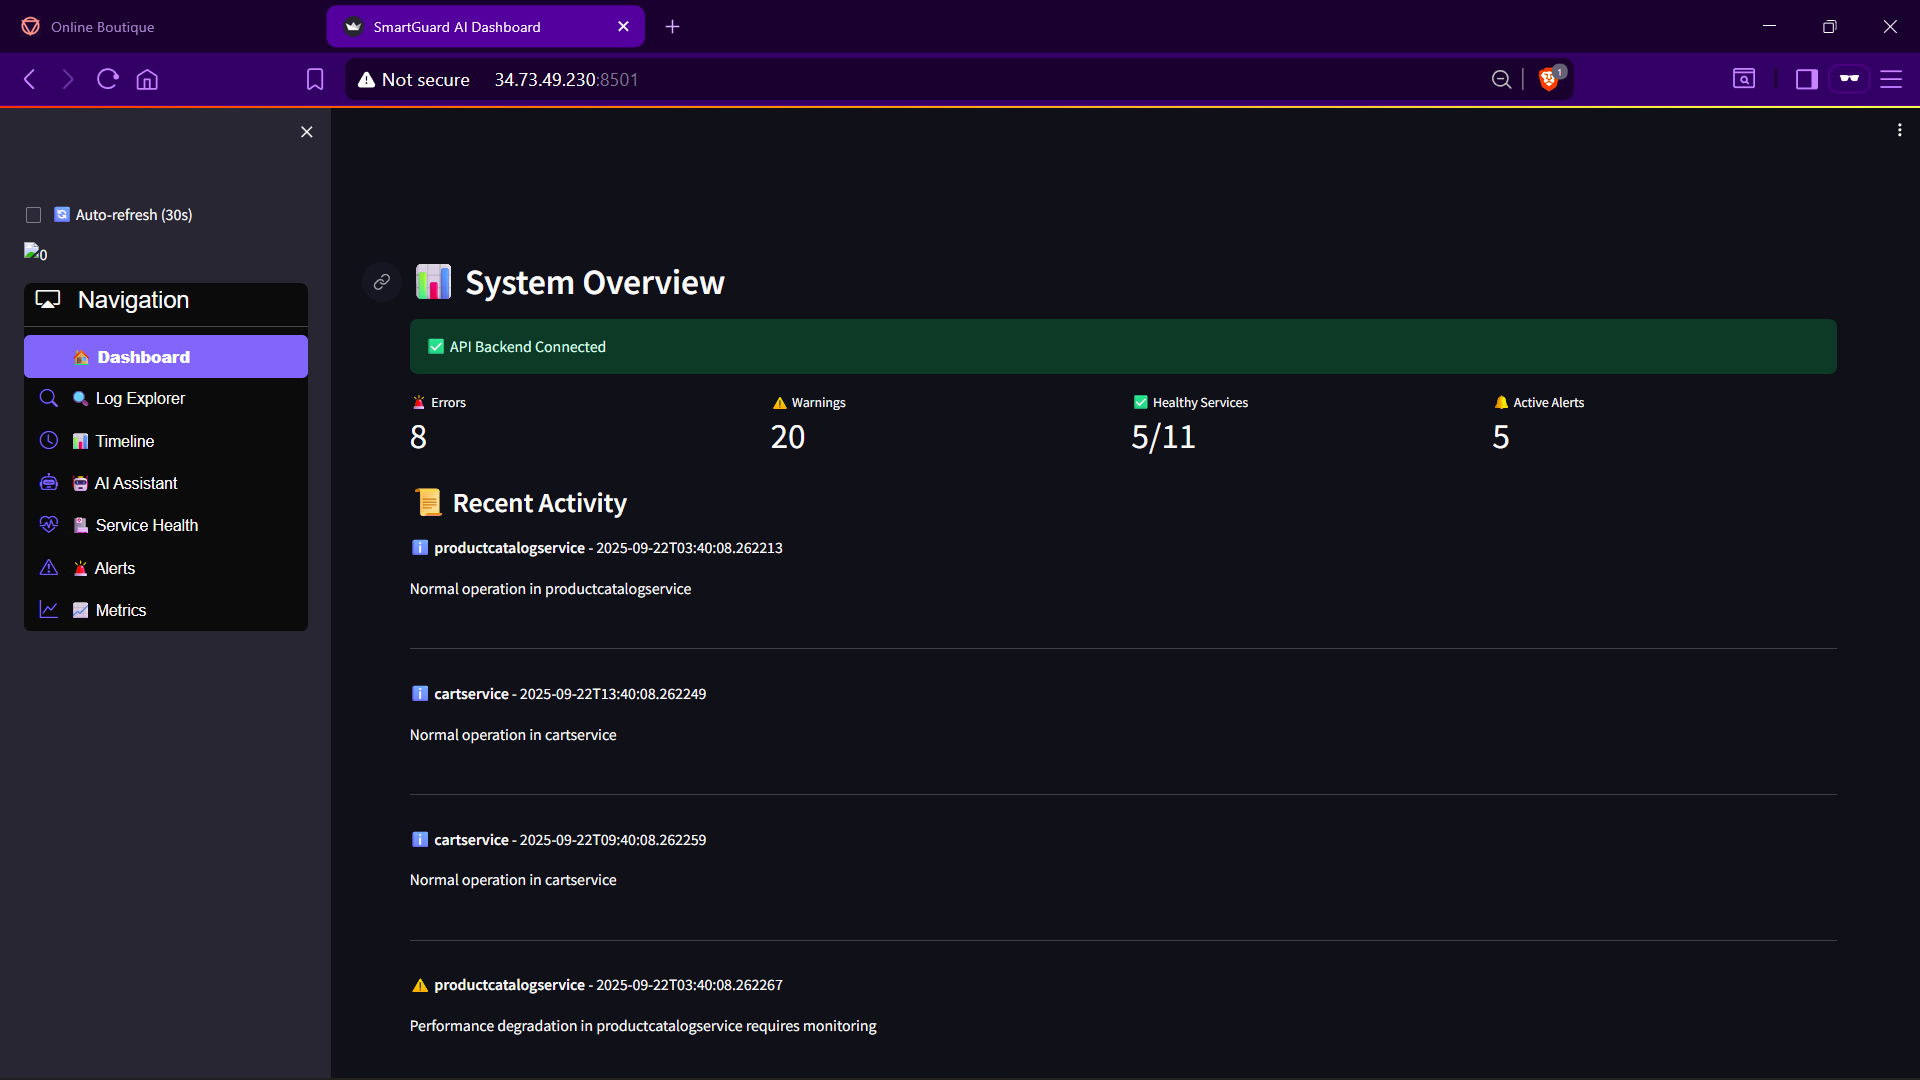 Online Boutique
SmartGuard AI Dashboard
Not secure
34.73.49.230:8501
1
Auto-refresh (30s)
0
Navigation
Dashboard
Log Explorer
Timeline
AI Assistant
Service Health
Alerts
Metrics
System Overview
API Backend Connected
Errors
8
Warnings
20
Healthy Services
5/11
Active Alerts
5
Recent Activity
productcatalogservice - 2025-09-22T03:40:08.262213
Normal operation in productcatalogservice
cartservice - 2025-09-22T13:40:08.262249
Normal operation in cartservice
cartservice - 2025-09-22T09:40:08.262259
Normal operation in cartservice
productcatalogservice - 2025-09-22T03:40:08.262267
Performance degradation in productcatalogservice requires monitoring